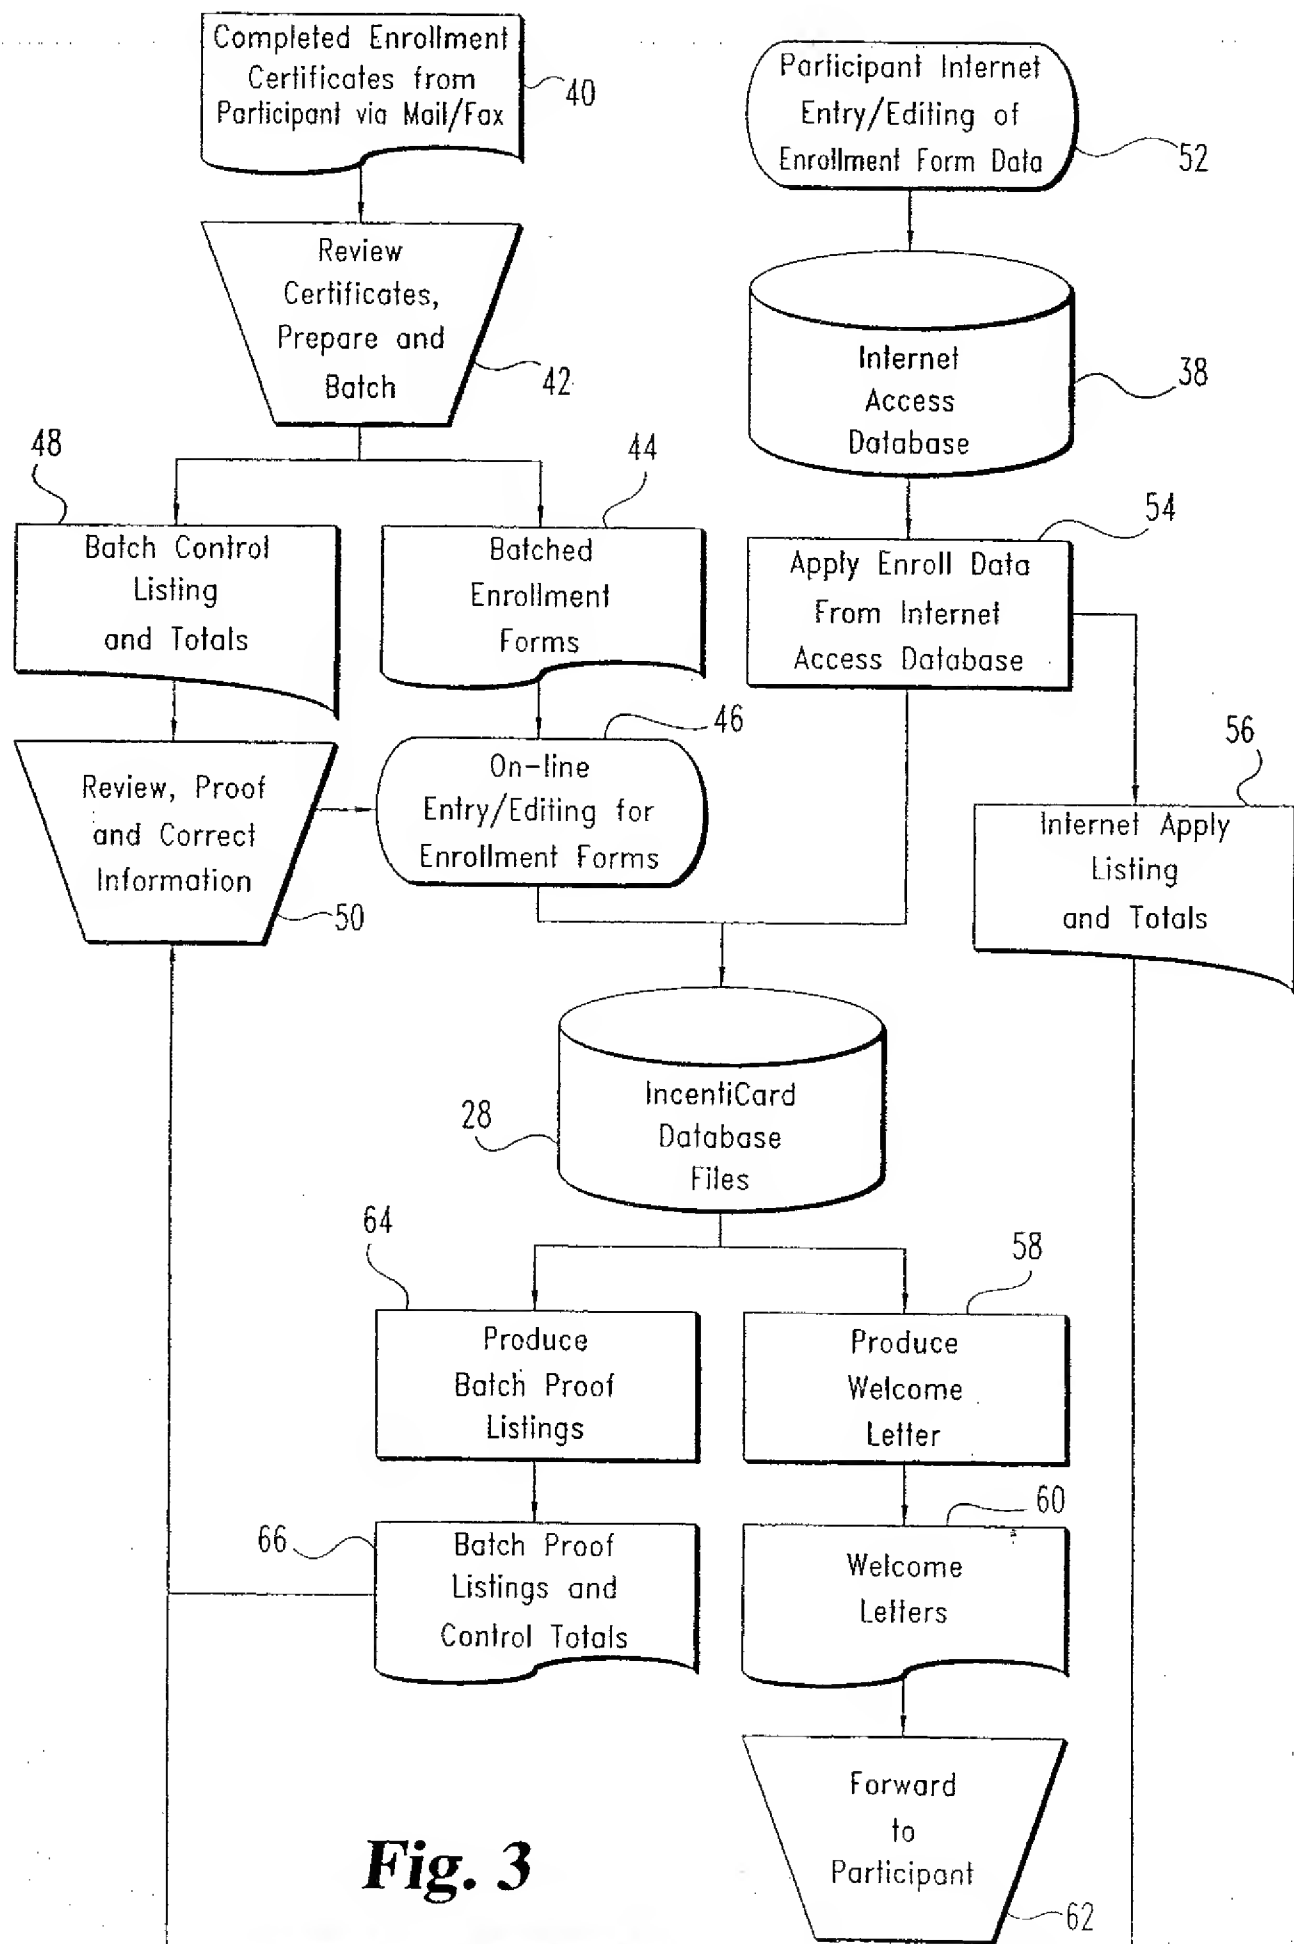 Completed Enrollment
Certificates from
Participant via Mail/Fax
40
Participant Internet
Entry/Editing of
Enrollment Form Data
52
Review
Certificates,
Prepare and
Batch
42
Internet
Access
Database
38
48
Batch Control
Listing
and Totals
44
Batched
Enrollment
Forms
54
Apply Enroll Data
From Internet
Access Database
Review, Proof
and Correct
Information
50
46
On-line
Entry/Editing for
Enrollment Forms
56
Internet Apply
Listing
and Totals
28
IncentiCard
Database
Files
64
Produce
Batch Proof
Listings
58
Produce
Welcome
Letter
66
Batch Proof
Listings and
Control Totals
60
Welcome
Letters
Forward
to
Participant
62
Fig. 3